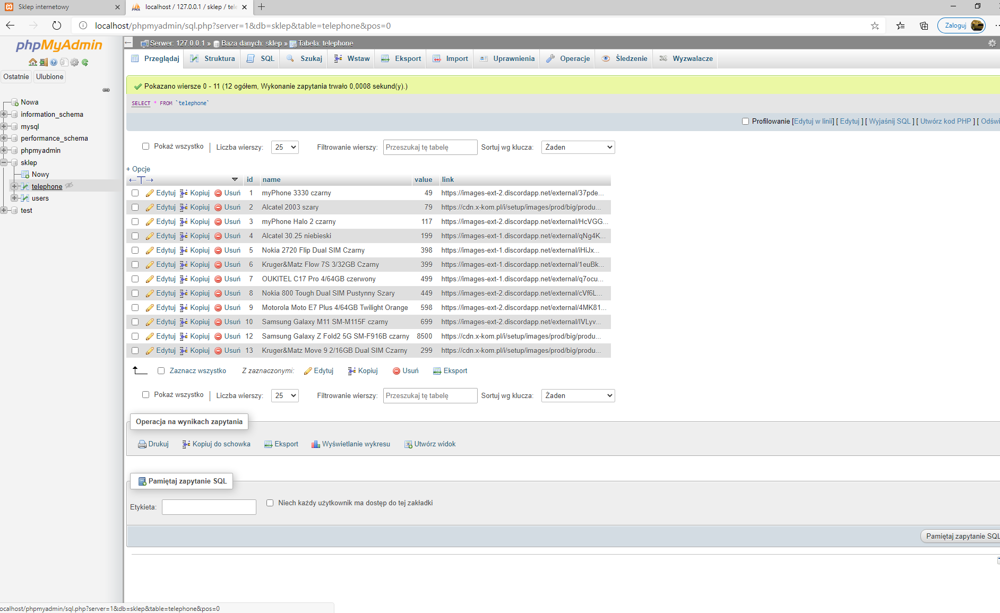 Sklep internetowy
localhost / 127.0.0.1 / sklep / tele
localhost/phpmyadmin/sql.php?server=1&db=sklep&table=telephone&pos=0
Zaloguj
phpMyAdmin
Ostatnie
Ulubione
Nowa
information_schema
mysql
performance_schema
phpmyadmin
sklep
Nowy
telephone
users
test
Serwer: 127.0.0.1 » Baza danych: sklep » Tabela: telephone
Przeglądaj
Struktura
SQL
Szukaj
Wstaw
Eksport
Import
Uprawnienia
Operacje
Śledzenie
Wyzwalacze
Pokazano wiersze 0 - 11 (12 ogółem, Wykonanie zapytania trwało 0,0008 sekund(y).)
SELECT * FROM `telephone`
Profilowanie [Edytuj w linii] [ Edytuj ] [ Wyjaśnij SQL ] [ Utwórz kod PHP ] [ Odświ
Pokaż wszystko | Liczba wierszy: 25 Filtrowanie wierszy: Przeszukaj tę tabelę Sortuj wg klucza: Żaden
+ Opcje
←T→ id name value link
Edytuj Kopiuj Usuń 1 myPhone 3330 czarny 49 https://images-ext-2.discordapp.net/external/37pde...
Edytuj Kopiuj Usuń 2 Alcatel 2003 szary 79 https://cdn.x-kom.pl/i/setup/images/prod/big/produ...
Edytuj Kopiuj Usuń 3 myPhone Halo 2 czarny 117 https://images-ext-2.discordapp.net/external/HcVGG...
Edytuj Kopiuj Usuń 4 Alcatel 30.25 niebieski 199 https://images-ext-1.discordapp.net/external/qNg4K...
Edytuj Kopiuj Usuń 5 Nokia 2720 Flip Dual SIM Czarny 398 https://images-ext-1.discordapp.net/external/iHiJx...
Edytuj Kopiuj Usuń 6 Kruger&Matz Flow 7S 3/32GB Czarny 399 https://images-ext-1.discordapp.net/external/1euBk...
Edytuj Kopiuj Usuń 7 OUKITEL C17 Pro 4/64GB czerwony 499 https://images-ext-1.discordapp.net/external/q7ocu...
Edytuj Kopiuj Usuń 8 Nokia 800 Tough Dual SIM Pustynny Szary 449 https://images-ext-2.discordapp.net/external/cVf6L...
Edytuj Kopiuj Usuń 9 Motorola Moto E7 Plus 4/64GB Twilight Orange 598 https://images-ext-2.discordapp.net/external/4MK81...
Edytuj Kopiuj Usuń 10 Samsung Galaxy M11 SM-M115F czarny 699 https://images-ext-2.discordapp.net/external/lVLyv...
Edytuj Kopiuj Usuń 12 Samsung Galaxy Z Fold2 5G SM-F916B czarny 8500 https://cdn.x-kom.pl/i/setup/images/prod/big/produ...
Edytuj Kopiuj Usuń 13 Kruger&Matz Move 9 2/16GB Dual SIM Czarny 299 https://cdn.x-kom.pl/i/setup/images/prod/big/produ...
Zaznacz wszystko Z zaznaczonymi: Edytuj Kopiuj Usuń Eksport
Pokaż wszystko | Liczba wierszy: 25 Filtrowanie wierszy: Przeszukaj tę tabelę Sortuj wg klucza: Żaden
Operacja na wynikach zapytania
Drukuj Kopiuj do schowka Eksport Wyświetlanie wykresu Utwórz widok
Pamiętaj zapytanie SQL
Etykieta: Niech każdy użytkownik ma dostęp do tej zakładki
Pamiętaj zapytanie SQL
ocalhost/phpmyadmin/sql.php?server=1&db=sklep&table=telephone&pos=0